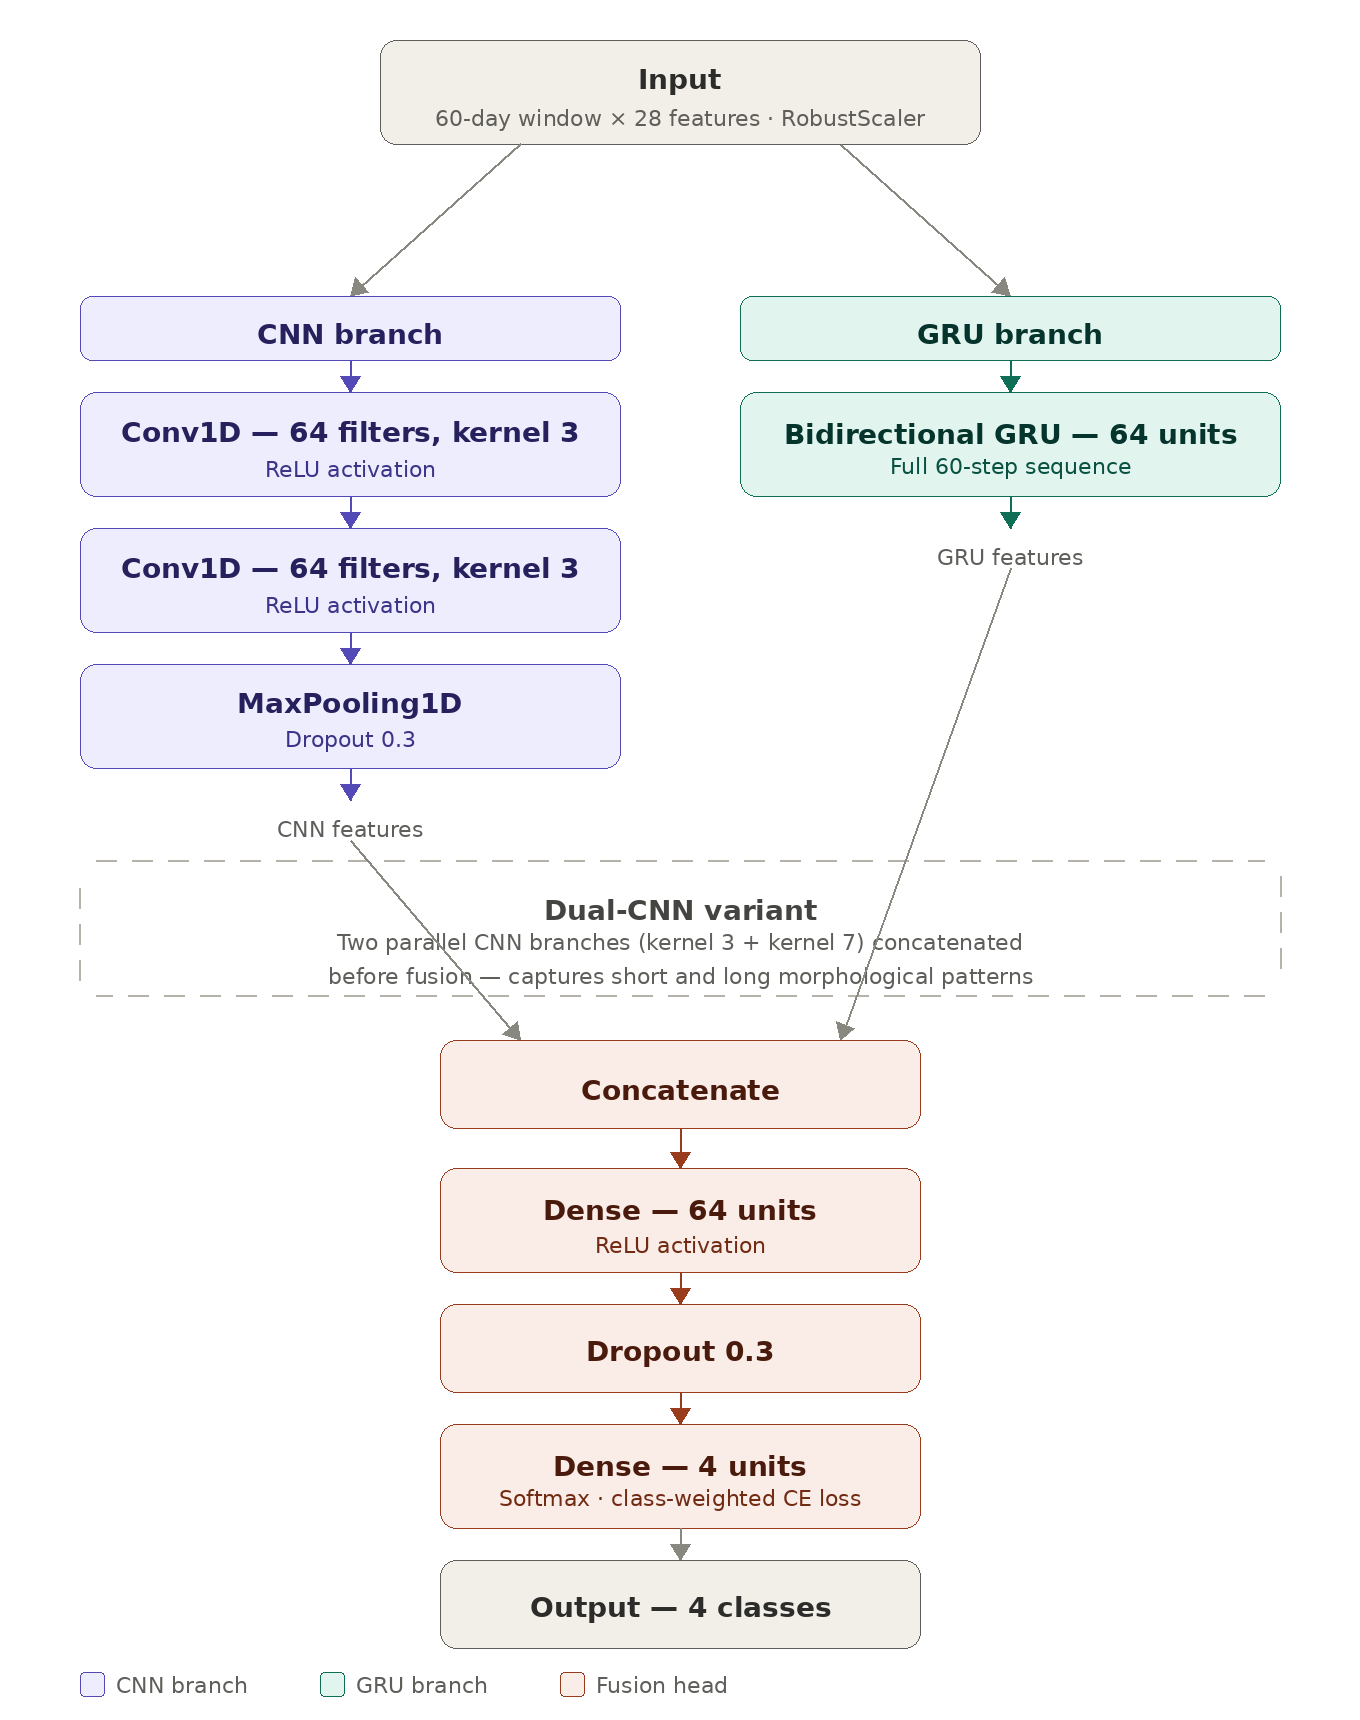 Input
60-day window × 28 features · RobustScaler
CNN branch
Conv1D — 64 filters, kernel 3
ReLU activation
Conv1D — 64 filters, kernel 3
ReLU activation
MaxPooling1D
Dropout 0.3
CNN features
GRU branch
Bidirectional GRU — 64 units
Full 60-step sequence
GRU features
Dual-CNN variant
Two parallel CNN branches (kernel 3 + kernel 7) concatenated
before fusion — captures short and long morphological patterns
Concatenate
Dense — 64 units
ReLU activation
Dropout 0.3
Dense — 4 units
Softmax · class-weighted CE loss
Output — 4 classes
CNN branch
GRU branch
Fusion head